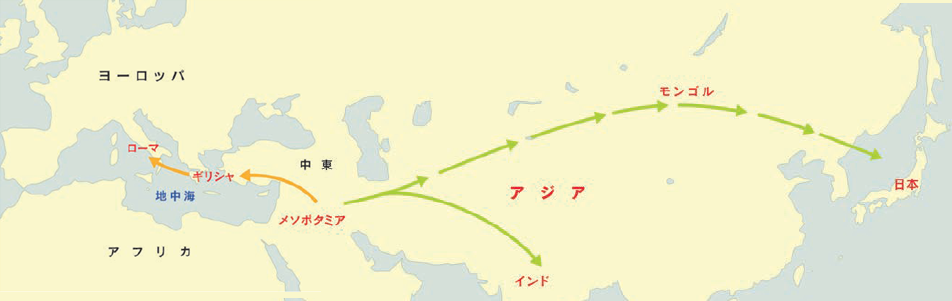 ヨーロッパ
モンゴル
ローマ
中東
ギリシャ
アジア
日本
地中海
メソポタミア
アフリカ
インド